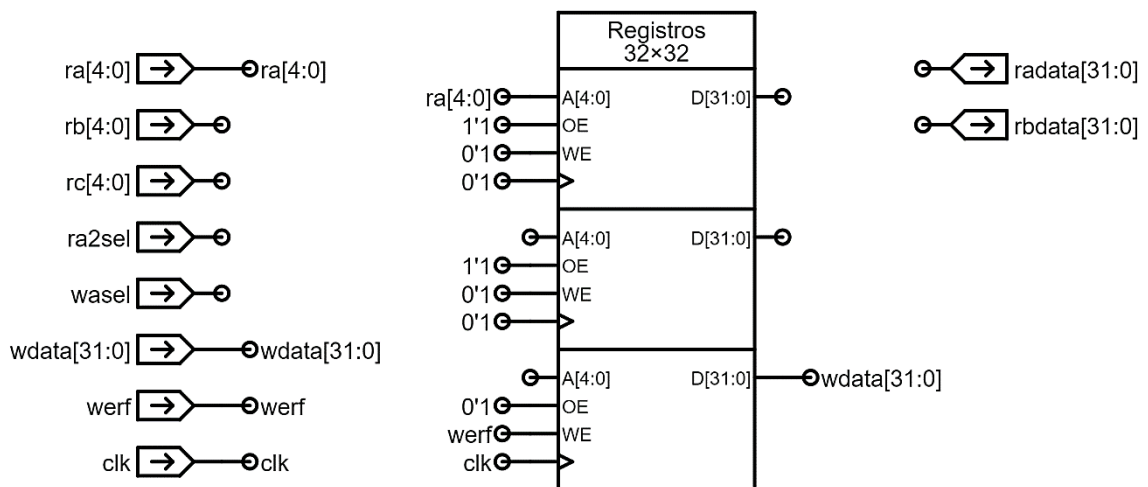 Registros
32×32
ra[4:0] ra[4:0]
rb[4:0]
rc[4:0]
ra2sel
wasel
wdata[31:0] wdata[31:0]
werf werf
clk clk
ra[4:0] A[4:0] D[31:0]
1'1 OE
0'1 WE
0'1
A[4:0] D[31:0]
1'1 OE
0'1 WE
0'1
A[4:0] D[31:0] wdata[31:0]
0'1 OE
werf WE
clk
radata[31:0]
rbdata[31:0]